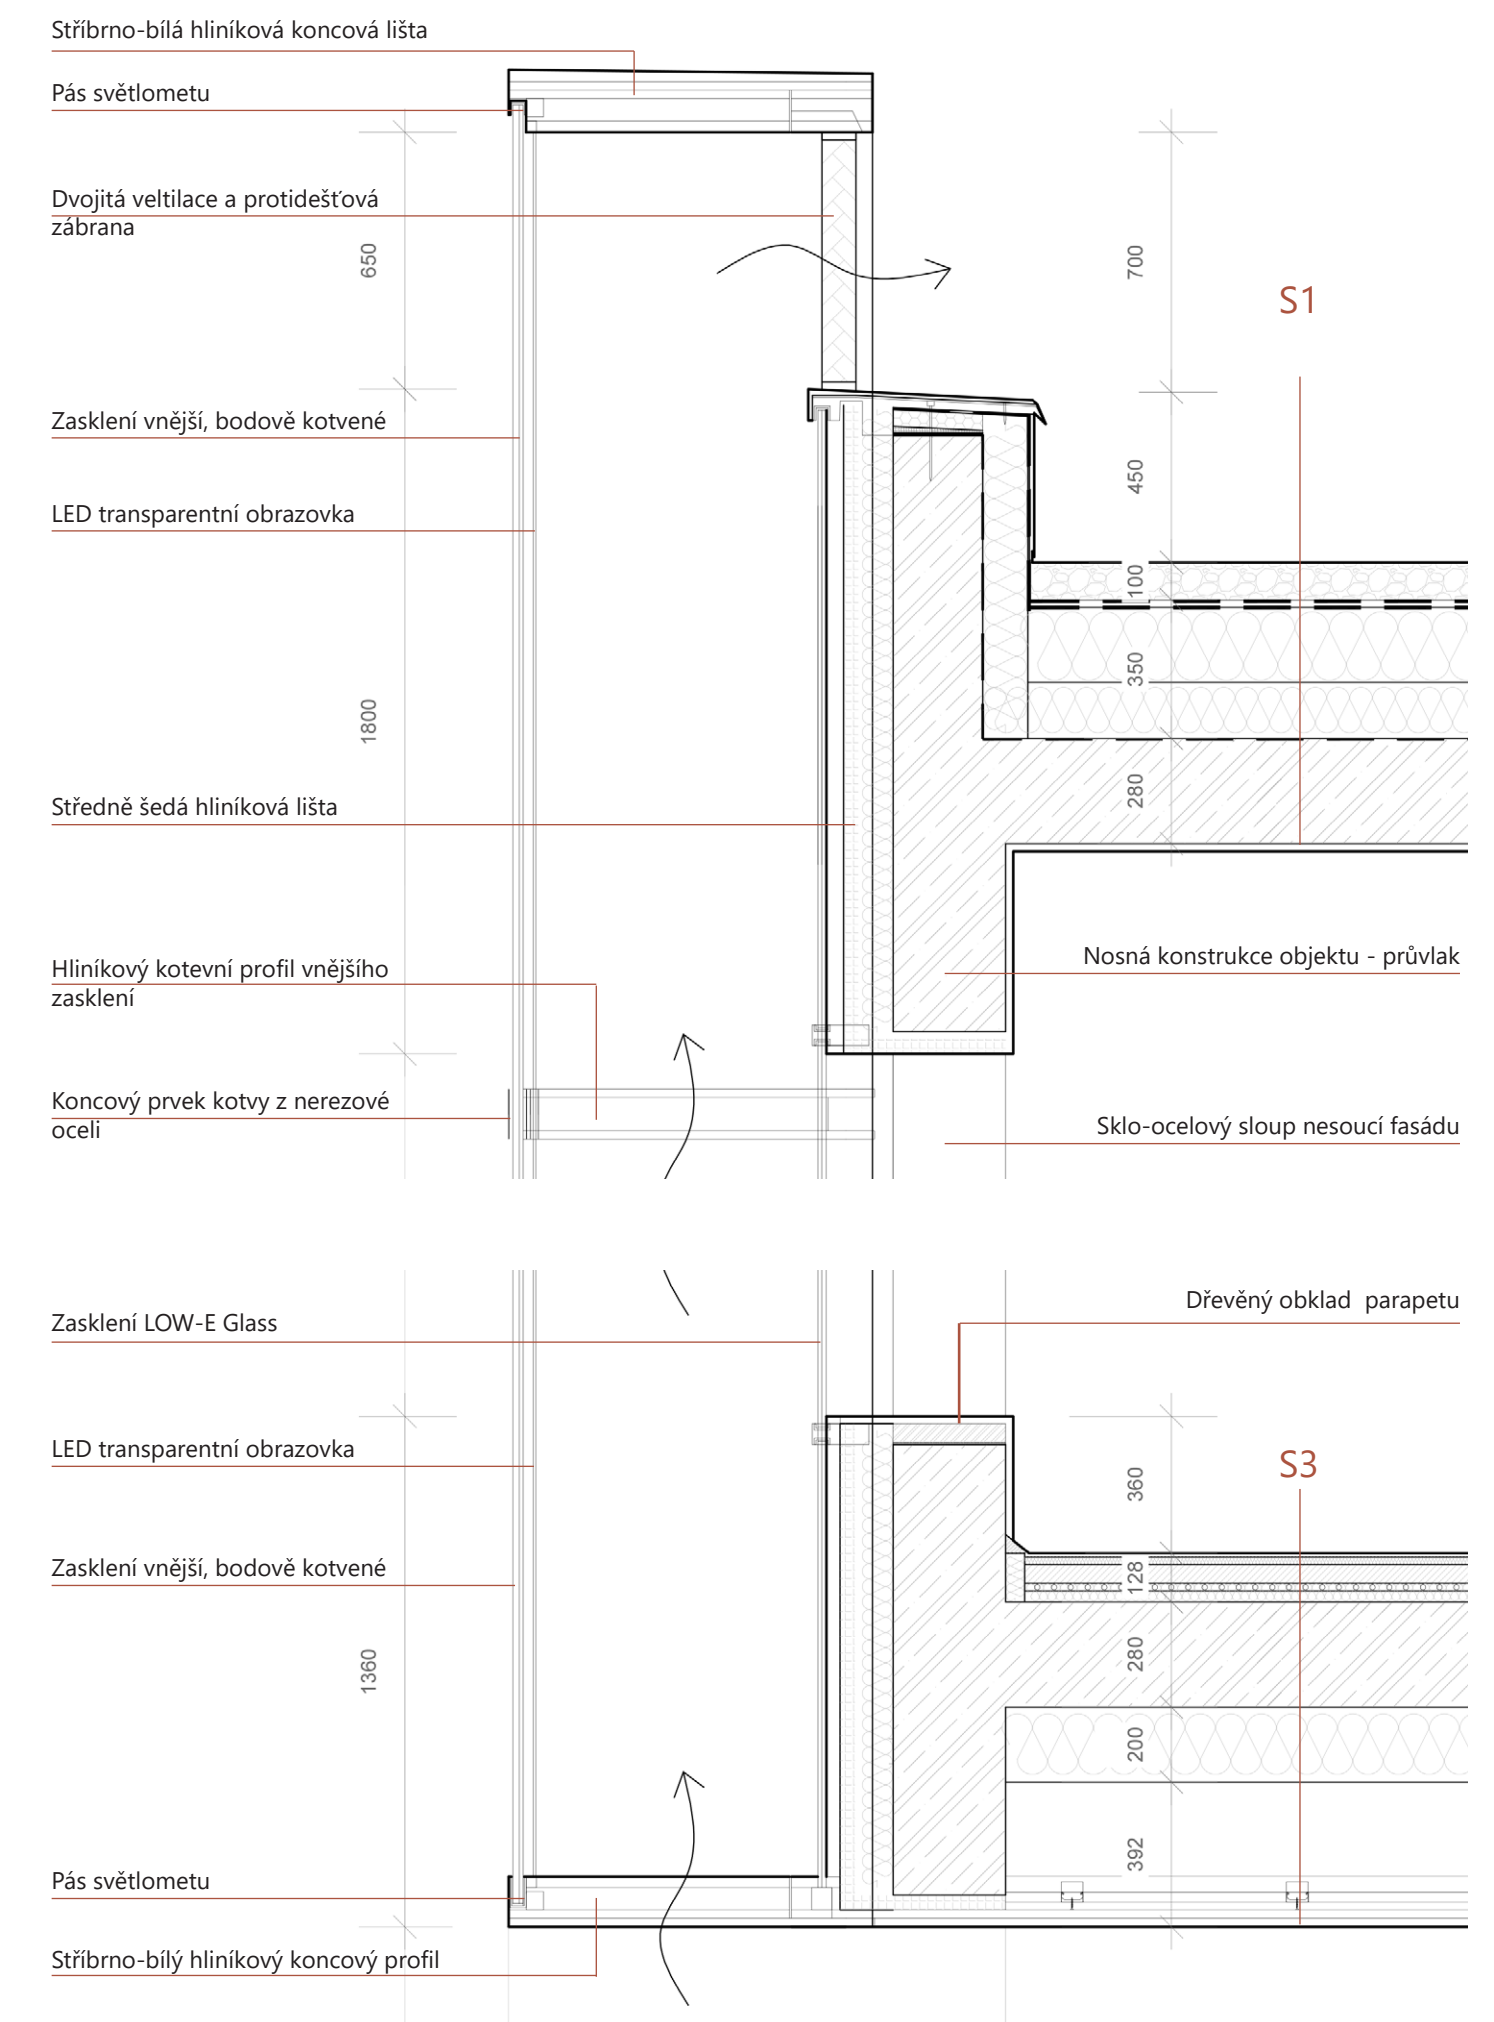 Stříbrno-bílá hliníková koncová lišta
Pás světlometu
Dvojitá veltilace a protidešťová
zábrana
650
700
S1
Zasklení vnější, bodově kotvené
450
LED transparentní obrazovka
100
350
1800
280
Středně šedá hliníková lišta
Nosná konstrukce objektu - průvlak
Hliníkový kotevní profil vnějšího
zasklení
Koncový prvek kotvy z nerezové
oceli
Sklo-ocelový sloup nesoucí fasádu
Dřevěný obklad  parapetu
Zasklení LOW-E Glass
LED transparentní obrazovka
S3
360
Zasklení vnější, bodově kotvené
128
1360
280
200
392
Pás světlometu
Stříbrno-bílý hliníkový koncový profil